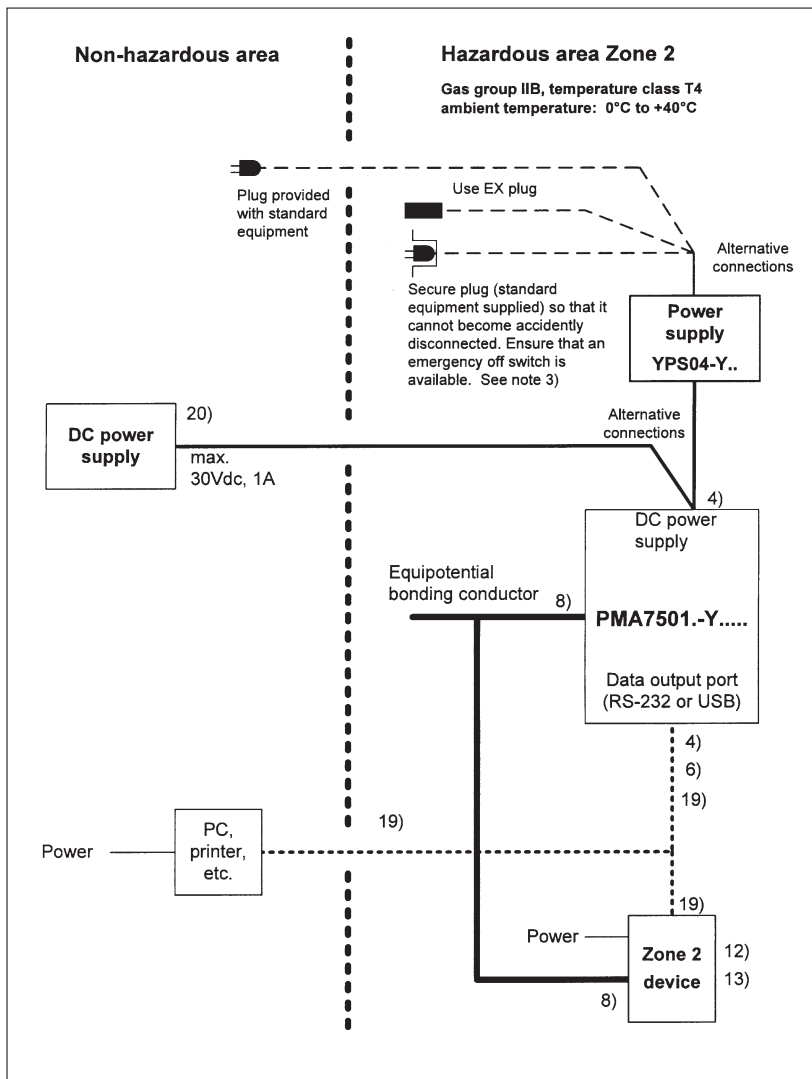 Non-hazardous area
Hazardous area Zone 2
Gas group IIB, temperature class T4
ambient temperature: 0°C to +40°C
Plug provided
with standard
equipment
Use EX plug
Alternative
connections
Secure plug (standard
equipment supplied) so that it
cannot become accidently
disconnected. Ensure that an
emergency off switch is
available. See note 3)
Power
supply
YPS04-Y..
DC power
supply
20)
max.
30Vdc, 1A
Alternative
connections
4)
DC power
supply
Equipotential
bonding conductor
8)
PMA7501.-Y.....
Data output port
(RS-232 or USB)
4)
6)
19)
19)
Power
PC,
printer,
etc.
19)
Power
Zone 2
device
12)
13)
8)